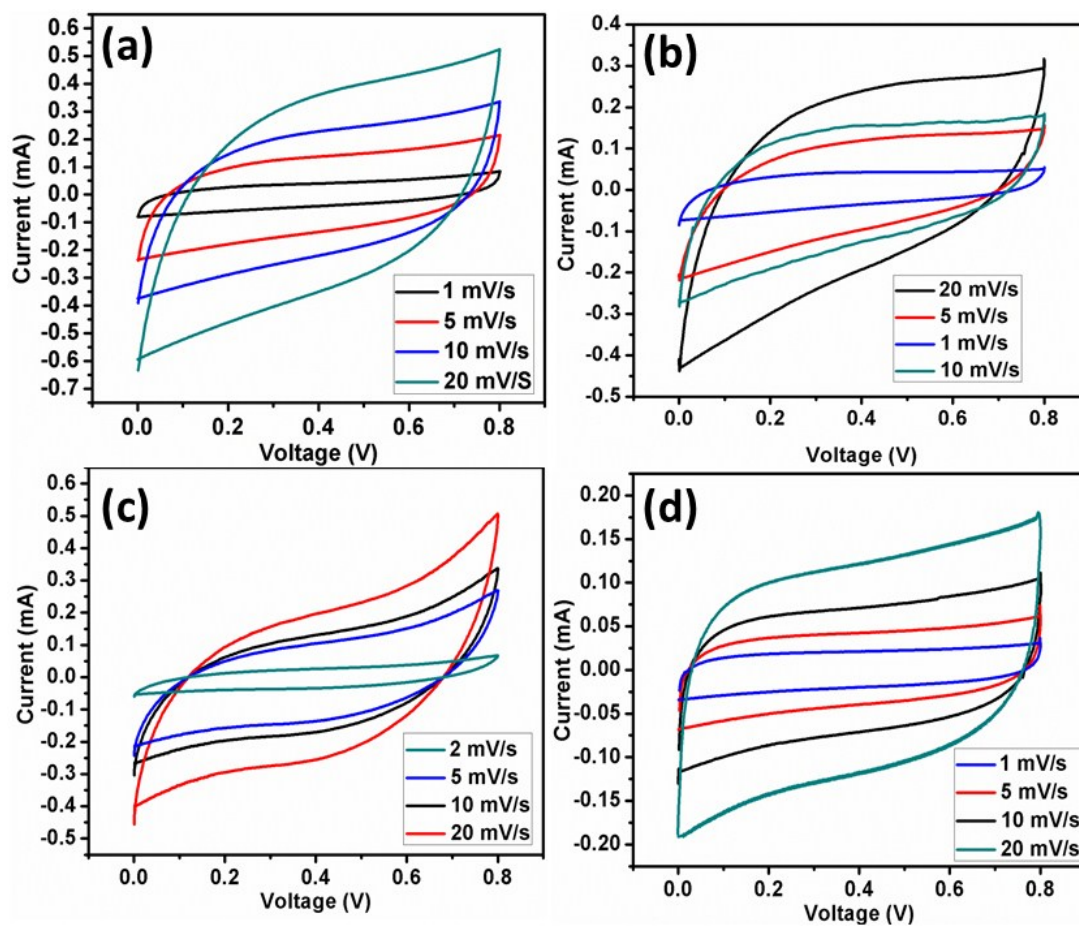 (a)
0.6
0.5
0.4
0.3
0.2
0.1
0.0
-0.1
-0.2
-0.3
-0.4
-0.5
-0.6
-0.7
Current (mA)
1 mV/s
5 mV/s
10 mV/s
20 mV/S
0.0 0.2 0.4 0.6 0.8
Voltage (V)
(b)
0.4
0.3
0.2
0.1
0.0
-0.1
-0.2
-0.3
-0.4
-0.5
Current (mA)
20 mV/s
5 mV/s
1 mV/s
10 mV/s
0.0 0.2 0.4 0.6 0.8
Voltage (V)
(c)
0.6
0.5
0.4
0.3
0.2
0.1
0.0
-0.1
-0.2
-0.3
-0.4
-0.5
Current (mA)
2 mV/s
5 mV/s
10 mV/s
20 mV/s
0.0 0.2 0.4 0.6 0.8
Voltage (V)
(d)
0.20
0.15
0.10
0.05
0.00
-0.05
-0.10
-0.15
-0.20
Current (mA)
1 mV/s
5 mV/s
10 mV/s
20 mV/s
0.0 0.2 0.4 0.6 0.8
Voltage (V)